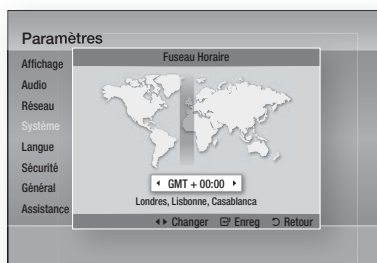 Paramètres
Affichage
Audio
Réseau
Système
Langue
Sécurité
Général
Assistance
Fuseau Horaire
GMT + 00:00
Londres, Lisbonne, Casablanca
Changer Enreg Retour